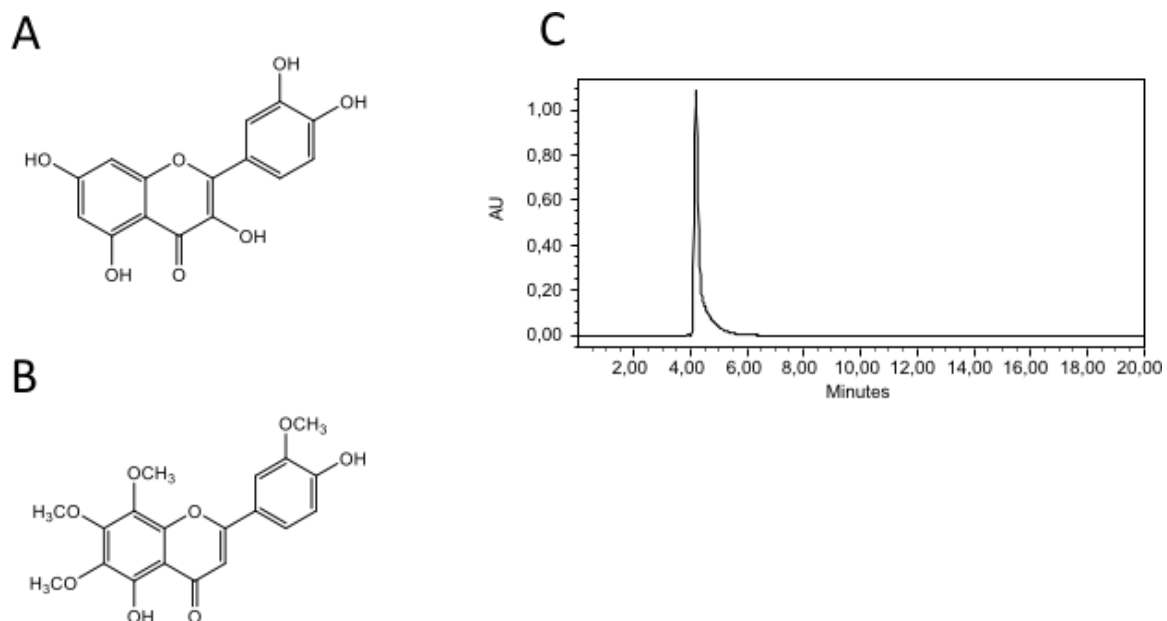 A
OH
OH
HO
O
OH
OH
O
B
OCH₃
OH
OCH₃
H₃CO
O
H₃CO
OH
O
C
1,00
0,80
0,60
0,40
0,20
0,00
AU
2,00 4,00 6,00 8,00 10,00 12,00 14,00 16,00 18,00 20,00
Minutes